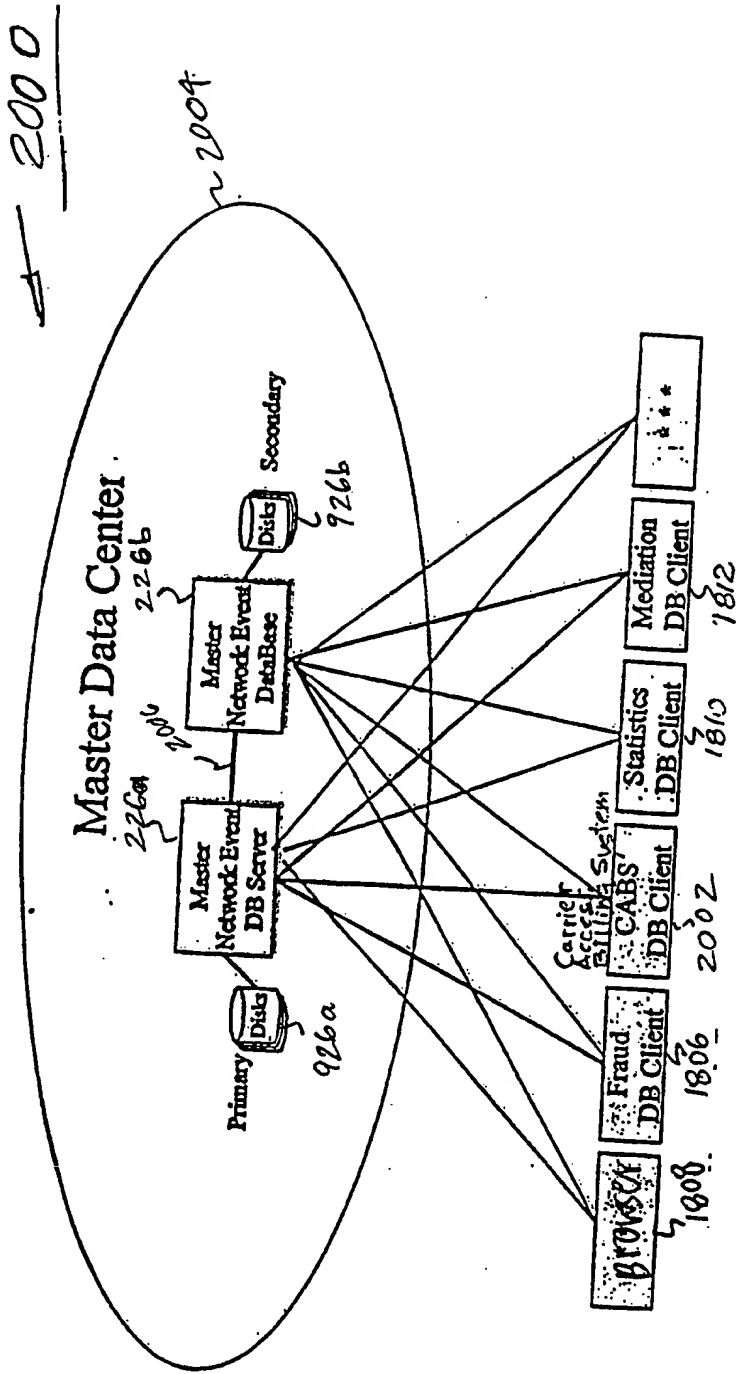 2000
2004
Master Data Center
226a
2006
226b
Master
Network Event
DB Server
Master
Network Event
DataBase
Primary
Disks
926a
Disks
Secondary
926b
Browser
1808
Fraud
DB Client
1806
Carrier
Access
Billing System
CABS
DB Client
2002
Statistics
DB Client
1810
Mediation
DB Client
1812
* * *